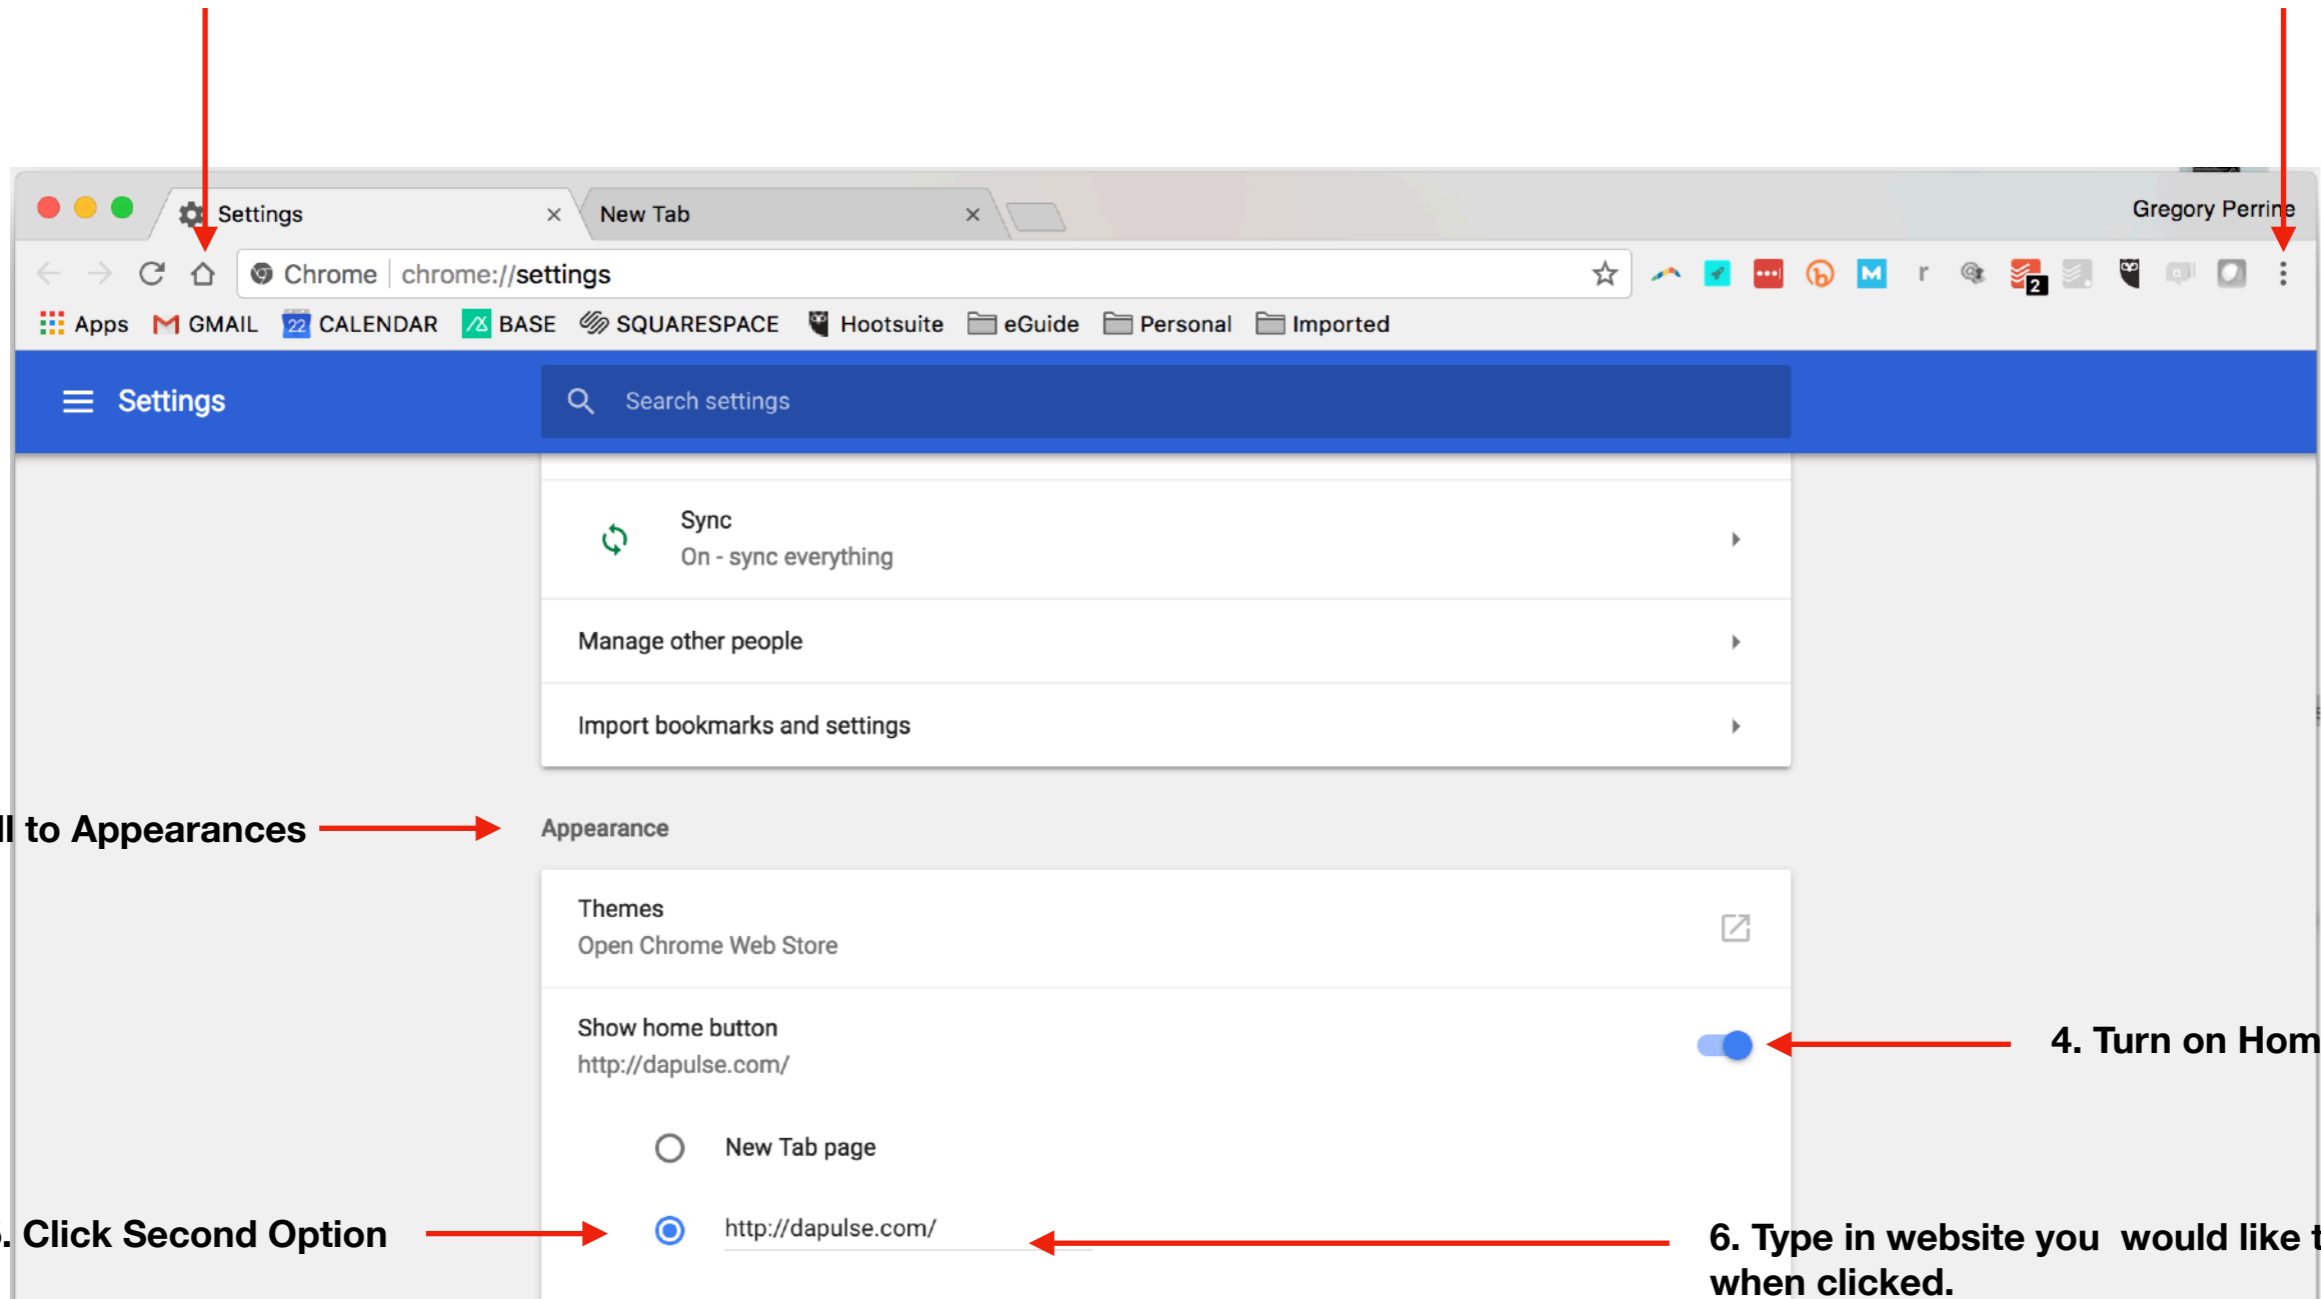 Settings
New Tab
Gregory Perrine
Chrome chrome://settings
2
Apps GMAIL 22 CALENDAR BASE SQUARESPACE Hootsuite eGuide Personal Imported
Settings
Search settings
Sync
On - sync everything
Manage other people
Import bookmarks and settings
to Appearances
Appearance
Themes
Open Chrome Web Store
Show home button
http://dapulse.com/
4. Turn on Hom
New Tab page
Click Second Option
http://dapulse.com/
6. Type in website you would like t
when clicked.